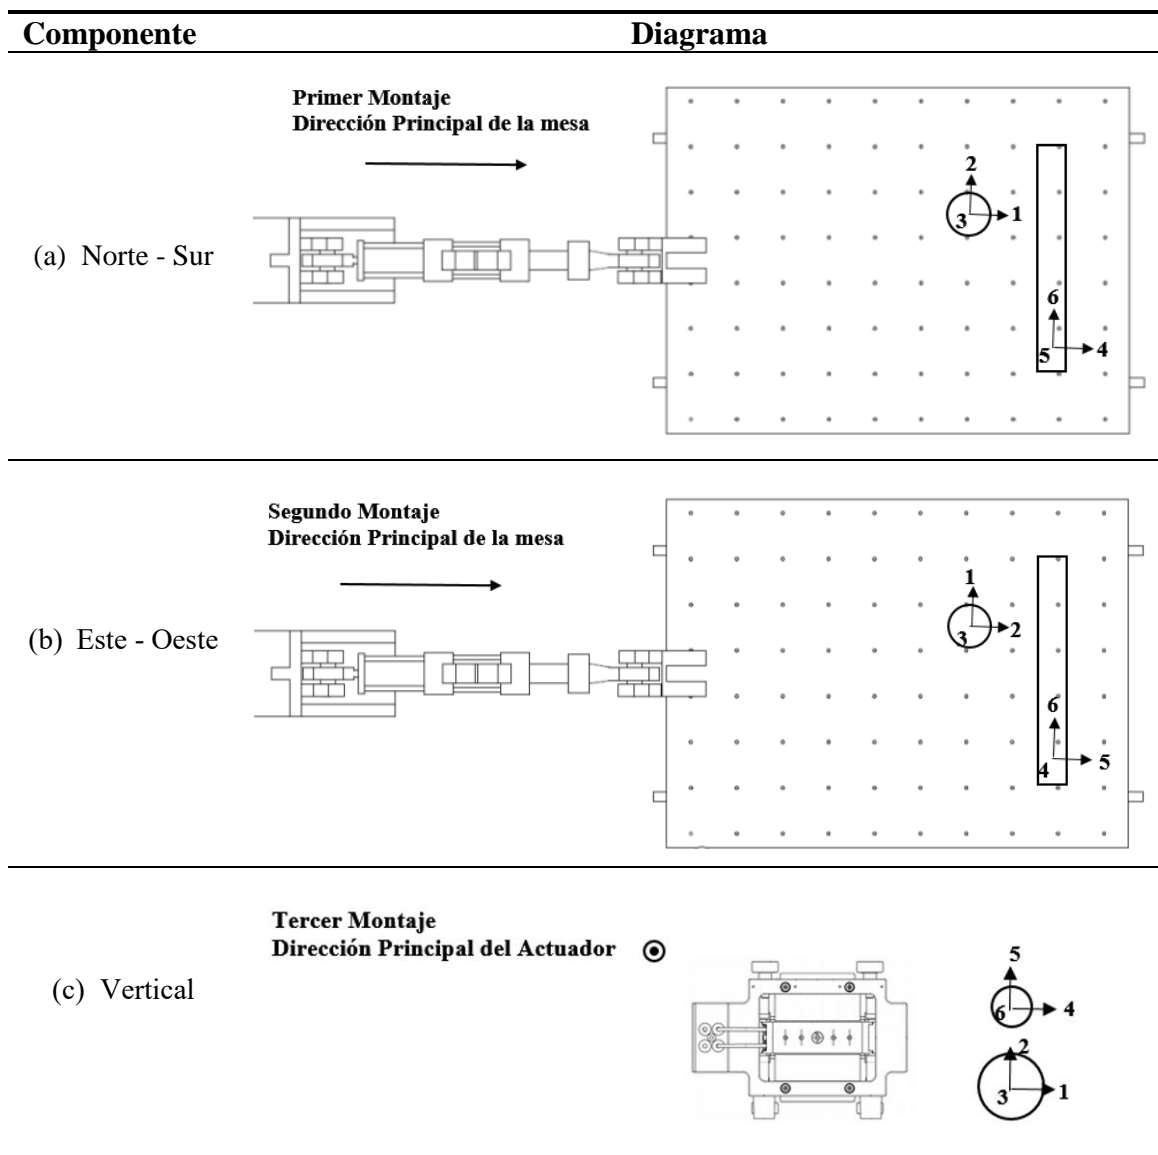 Componente Diagrama
Primer Montaje
Dirección Principal de la mesa
(a) Norte - Sur
2
3
1
6
5
4
Segundo Montaje
Dirección Principal de la mesa
(b) Este - Oeste
1
3
2
6
4
5
Tercer Montaje
Dirección Principal del Actuador
(c) Vertical
5
6
4
2
3
1